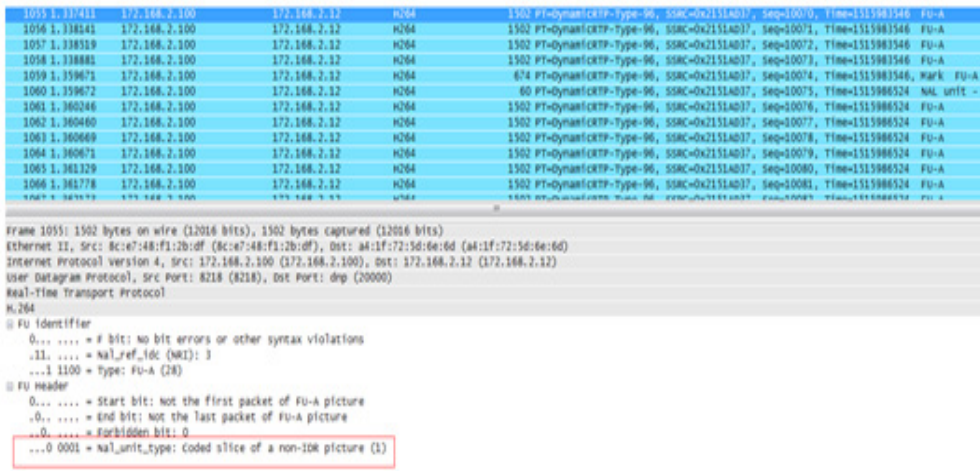 1055 1.337411 172.168.2.100 172.168.2.12 H264 1502 PT=DynamicRTP-Type-96, SSRC=0x2151AD37, Seq=10070, Time=1515983546 FU-A
1056 1.338141 172.168.2.100 172.168.2.12 H264 1502 PT=DynamicRTP-Type-96, SSRC=0x2151AD37, Seq=10071, Time=1515983546 FU-A
1057 1.338519 172.168.2.100 172.168.2.12 H264 1502 PT=DynamicRTP-Type-96, SSRC=0x2151AD37, Seq=10072, Time=1515983546 FU-A
1058 1.338881 172.168.2.100 172.168.2.12 H264 1502 PT=DynamicRTP-Type-96, SSRC=0x2151AD37, Seq=10073, Time=1515983546 FU-A
1059 1.359671 172.168.2.100 172.168.2.12 H264 674 PT=DynamicRTP-Type-96, SSRC=0x2151AD37, Seq=10074, Time=1515983546, Mark FU-A
1060 1.359672 172.168.2.100 172.168.2.12 H264 60 PT=DynamicRTP-Type-96, SSRC=0x2151AD37, Seq=10075, Time=1515986524 NAL unit -
1061 1.360246 172.168.2.100 172.168.2.12 H264 1502 PT=DynamicRTP-Type-96, SSRC=0x2151AD37, Seq=10076, Time=1515986524 FU-A
1062 1.360460 172.168.2.100 172.168.2.12 H264 1502 PT=DynamicRTP-Type-96, SSRC=0x2151AD37, Seq=10077, Time=1515986524 FU-A
1063 1.360669 172.168.2.100 172.168.2.12 H264 1502 PT=DynamicRTP-Type-96, SSRC=0x2151AD37, Seq=10078, Time=1515986524 FU-A
1064 1.360671 172.168.2.100 172.168.2.12 H264 1502 PT=DynamicRTP-Type-96, SSRC=0x2151AD37, Seq=10079, Time=1515986524 FU-A
1065 1.361329 172.168.2.100 172.168.2.12 H264 1502 PT=DynamicRTP-Type-96, SSRC=0x2151AD37, Seq=10080, Time=1515986524 FU-A
1066 1.361778 172.168.2.100 172.168.2.12 H264 1502 PT=DynamicRTP-Type-96, SSRC=0x2151AD37, Seq=10081, Time=1515986524 FU-A
Frame 1055: 1502 bytes on wire (12016 bits), 1502 bytes captured (12016 bits)
Ethernet II, Src: 8c:e7:48:f1:2b:df (8c:e7:48:f1:2b:df), Dst: a4:1f:72:5d:6e:6d (a4:1f:72:5d:6e:6d)
Internet Protocol Version 4, Src: 172.168.2.100 (172.168.2.100), Dst: 172.168.2.12 (172.168.2.12)
User Datagram Protocol, Src Port: 8218 (8218), Dst Port: dnp (20000)
Real-Time Transport Protocol
H.264
FU identifier
0... .... = F bit: No bit errors or other syntax violations
.11. .... = Nal_ref_idc (NRI): 3
...1 1100 = Type: FU-A (28)
FU Header
0... .... = Start bit: Not the first packet of FU-A picture
.0.. .... = End bit: Not the last packet of FU-A picture
..0. .... = Forbidden bit: 0
...0 0001 = Nal_unit_type: Coded slice of a non-IDR picture (1)